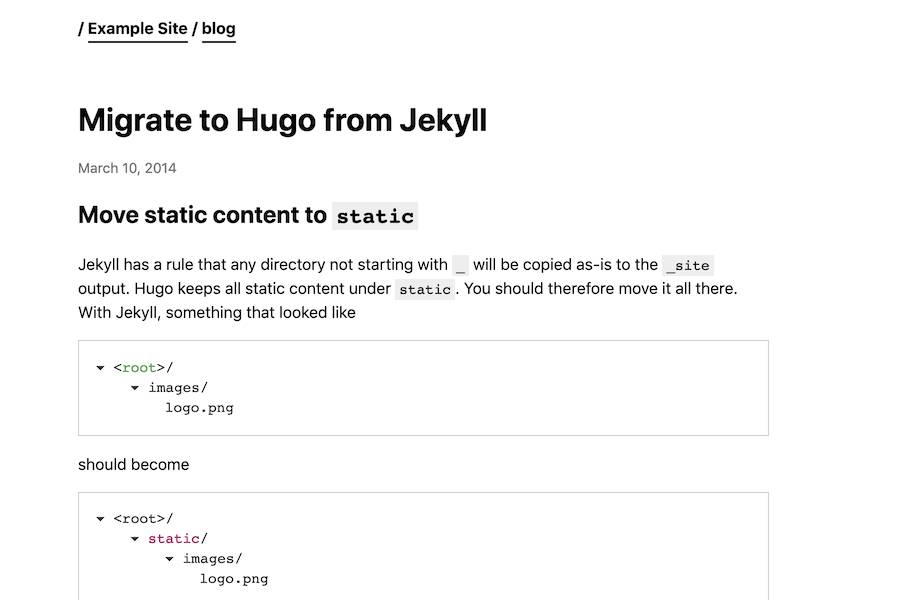 / Example Site / blog
Migrate to Hugo from Jekyll
March 10, 2014
Move static content to static
Jekyll has a rule that any directory not starting with _ will be copied as-is to the _site
output. Hugo keeps all static content under static. You should therefore move it all there.
With Jekyll, something that looked like
▾ <root>/
▾ images/
logo.png
should become
▾ <root>/
▾ static/
▾ images/
logo.png